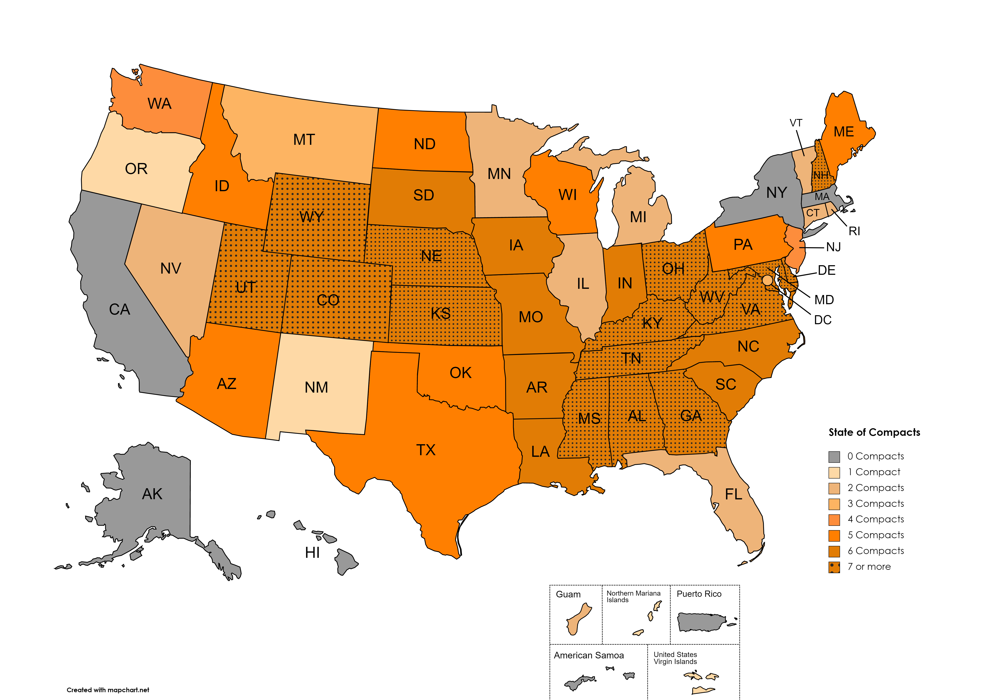 WA
VT
ME
MT
ND
OR
MN
ID
NH
NY
WI
SD
MA
CT
WY
MI
RI
PA
IA
NJ
NE
NV
OH
DE
IL
IN
UT
WV
MD
CO
CA
VA
KS
MO
DC
KY
NC
TN
OK
AZ
NM
AR
SC
MS
AL
GA
TX
LA
AK
FL
HI
State of Compacts
0 Compacts
1 Compact
2 Compacts
3 Compacts
4 Compacts
5 Compacts
6 Compacts
7 or more
Guam
Northern Mariana
Islands
Puerto Rico
American Samoa
United States
Virgin Islands
Created with mapchart.net